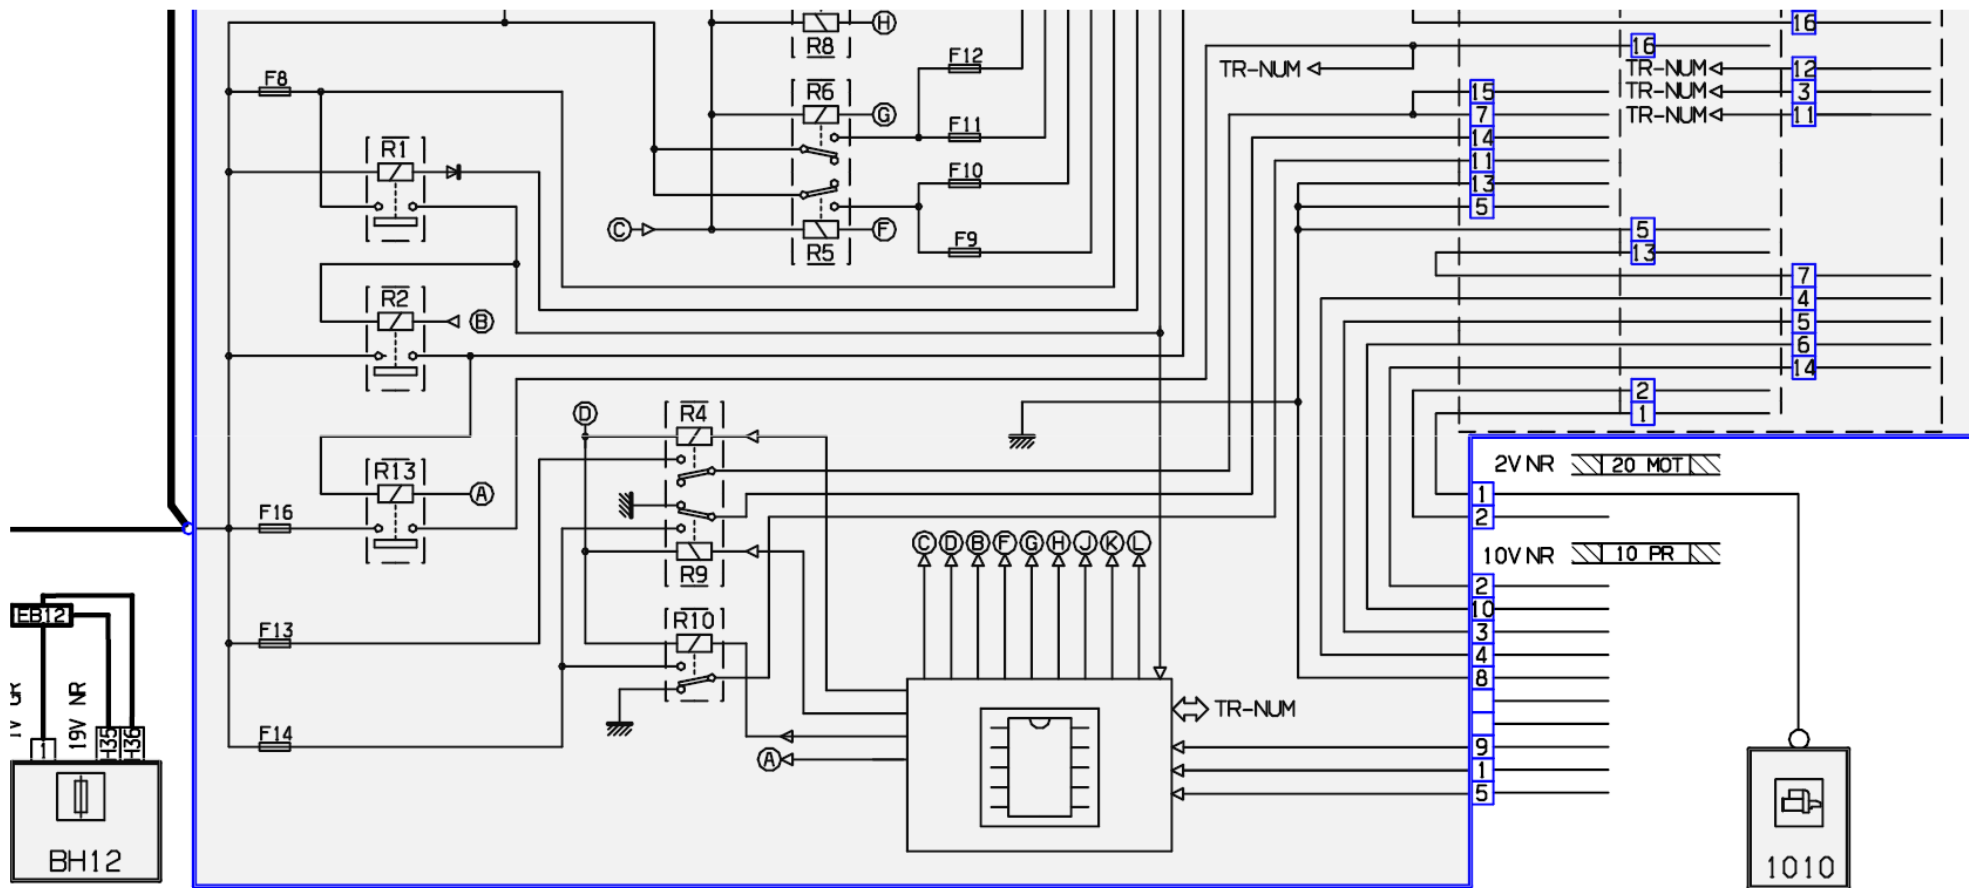 H
16
R8
16
F12
TR-NUM
TR-NUM
12
F8
R6
15
TR-NUM
3
G
7
TR-NUM
11
F11
14
R1
11
F10
13
5
C
F
5
R5
F9
13
7
R2
4
B
5
6
14
2
D
R4
1
2V NR 20 MOT
R13
A
1
F16
2
C D B F G H J K L
10V NR 10 PR
R9
2
EB12
R10
10
F13
3
4
8
19V NR
TR-NUM
F14
1
H35
H36
9
A
1
5
BH12
1010